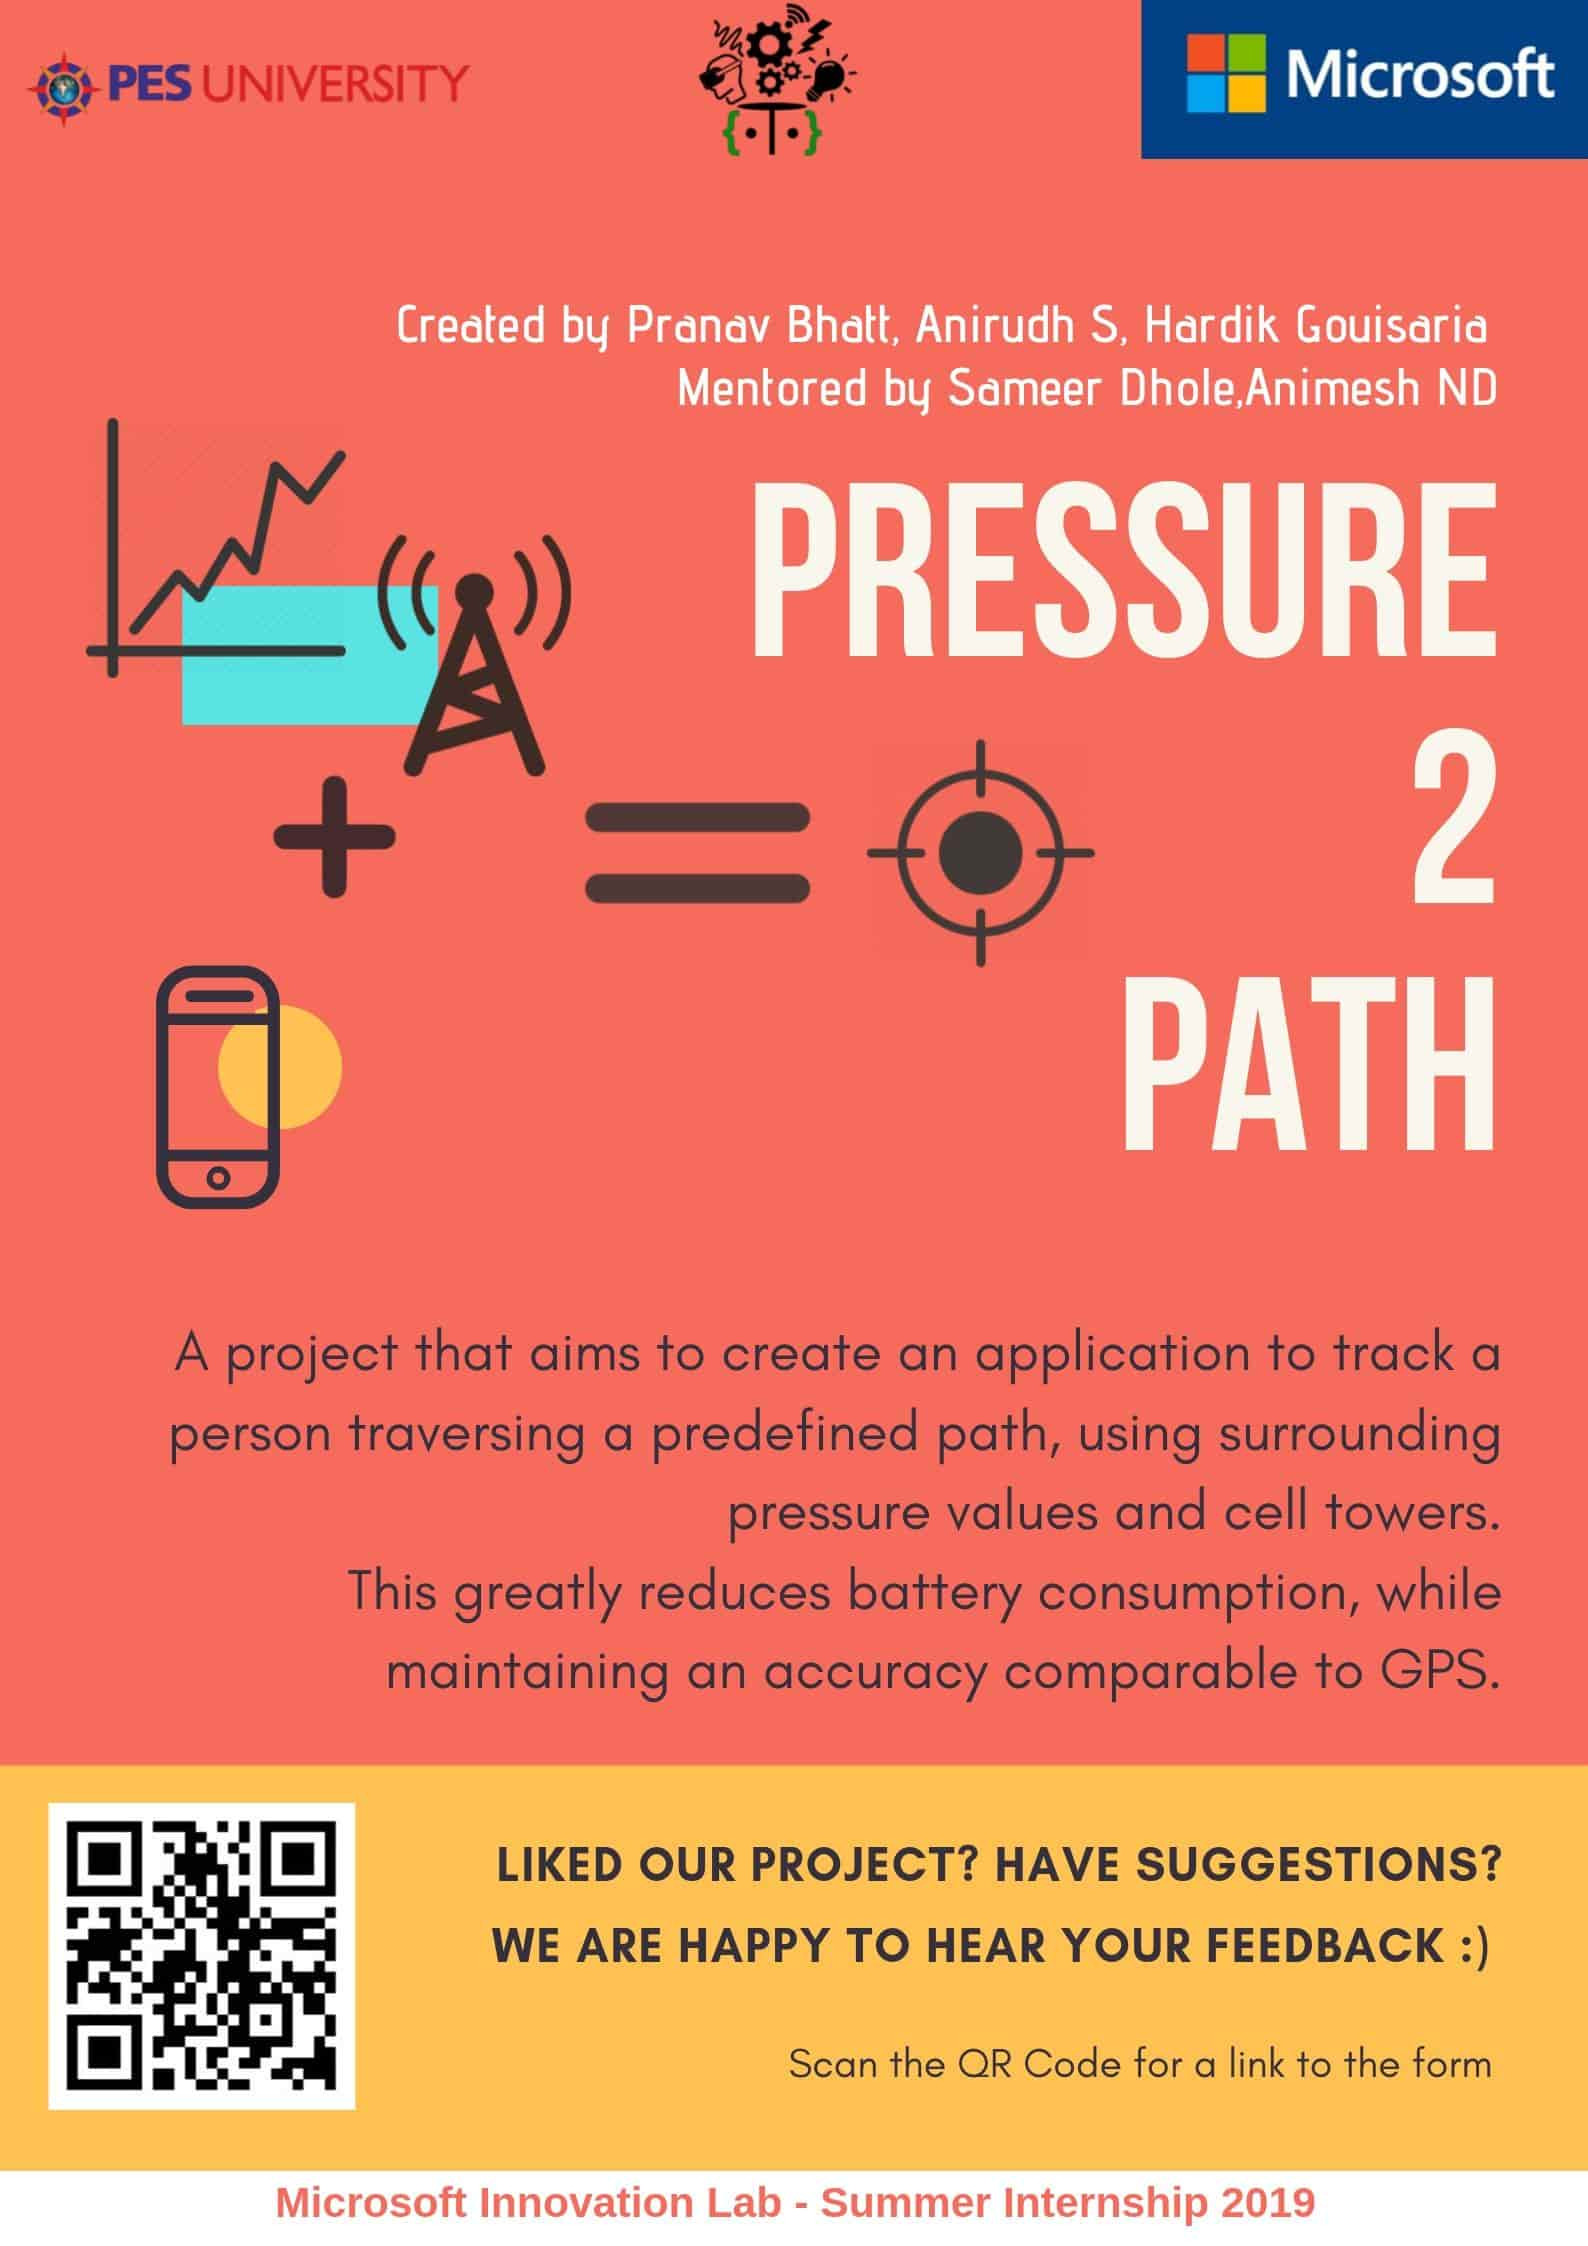 PES UNIVERSITY
Microsoft
Created by Pranav Bhatt, Anirudh S, Hardik Gouisaria
Mentored by Sameer Dhole,Animesh ND
PRESSURE
2
PATH
A project that aims to create an application to track a
person traversing a predefined path, using surrounding
pressure values and cell towers.
This greatly reduces battery consumption, while
maintaining an accuracy comparable to GPS.
LIKED OUR PROJECT? HAVE SUGGESTIONS?
WE ARE HAPPY TO HEAR YOUR FEEDBACK :)
Scan the QR Code for a link to the form
Microsoft Innovation Lab - Summer Internship 2019